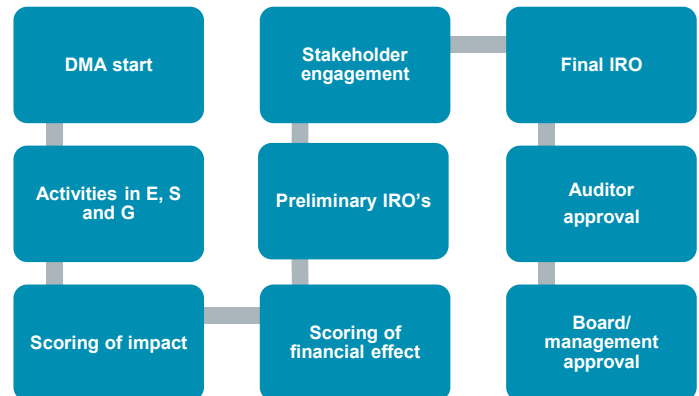 DMA start
Activities in E, S
and G
Scoring of impact
Scoring of
financial effect
Preliminary IRO's
Stakeholder
engagement
Final IRO
Auditor
approval
Board/
management
approval